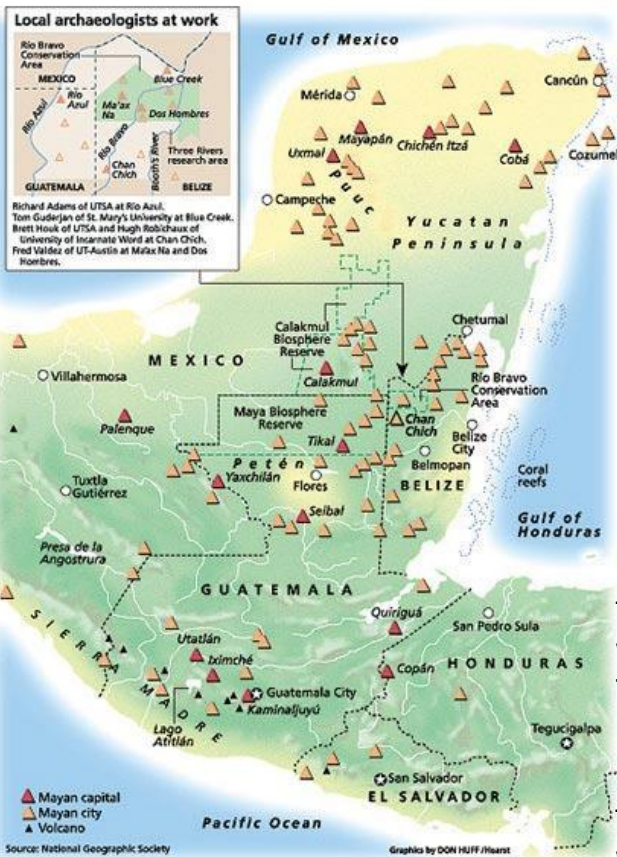 Local archaeologists at work
Río Bravo
Conservation
Area
MEXICO
Blue Creek
Río Azul
Río
Azul
Ma'ax
Na
Dos Hombres
Río Bravo
Booth's River
Three Rivers
research area
Chan
Chich
GUATEMALA
BELIZE
Richard Adams of UTSA at Río Azul.
Tom Guderjan of St. Mary's University at Blue Creek.
Brett Houk of UTSA and Hugh Robichaux of
University of Incarnate Word at Chan Chich.
Fred Valdez of UT-Austin at Ma'ax Na and Dos
Hombres.
Gulf of Mexico
Mérida
Cancún
Mayapán
Chichén Itzá
Uxmal
Cobá
Cozumel
Puuc
Campeche
Yucatan
Peninsula
Calakmul
Biosphere
Reserve
Chetumal
MEXICO
Villahermosa
Calakmul
Río Bravo
Conservation
Area
Maya Biosphere
Reserve
Palenque
Chan
Chich
Tikal
Belize
City
Petén
Belmopan
Yaxchilán
Flores
BELIZE
Coral
reefs
Tuxtla
Gutiérrez
Seibal
Gulf of
Honduras
Presa de la
Angostrura
GUATEMALA
Quiriguá
San Pedro Sula
SIERRA MADRE
Utatlán
Iximché
Copán
HONDURAS
Guatemala City
Kaminaljuyú
Lago
Atitlán
Tegucigalpa
San Salvador
EL SALVADOR
Mayan capital
Mayan city
Volcano
Pacific Ocean
Source: National Geographic Society
Graphics by DON HUFF/Hearst